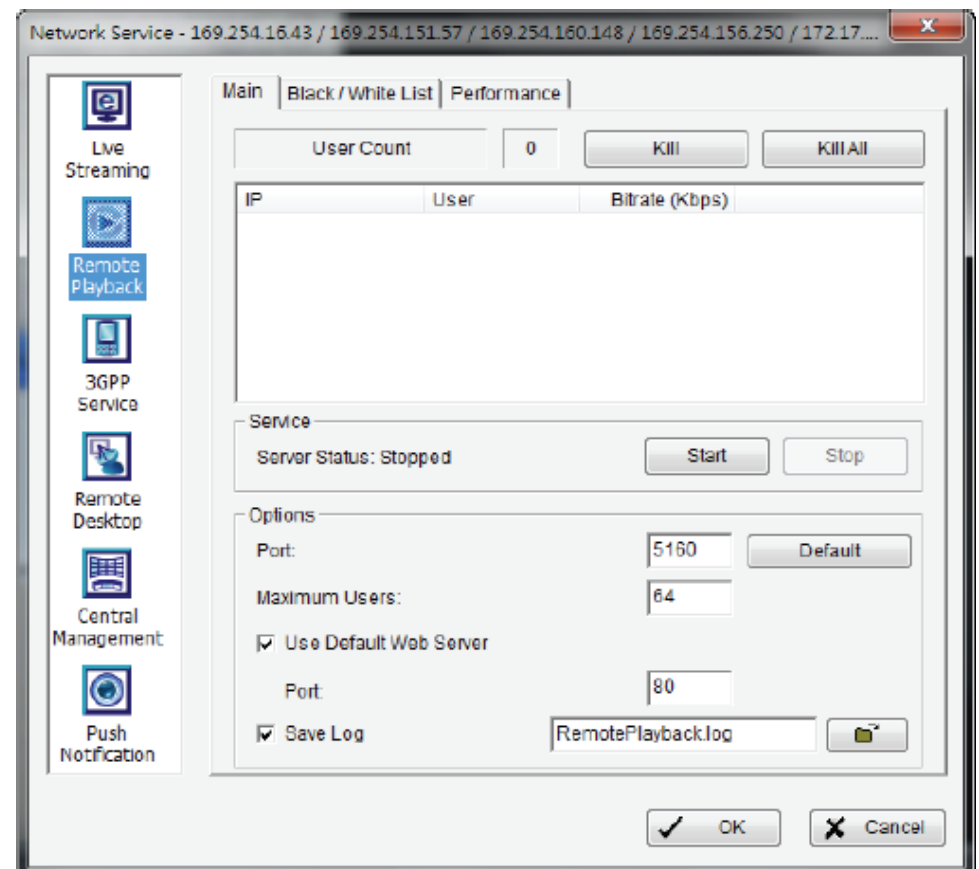 Network Service - 169.254.16.43 / 169.254.151.57 / 169.254.160.148 / 169.254.156.250 / 172.17....
Live
Streaming
Remote
Playback
3GPP
Service
Remote
Desktop
Central
Management
Push
Notification
Main
Black / White List
Performance
User Count
0
Kill
Kill All
IP
User
Bitrate (Kbps)
Service
Server Status: Stopped
Start
Stop
Options
Port:
5160
Default
Maximum Users:
64
Use Default Web Server
Port:
80
Save Log
RemotePlayback.log
OK
Cancel